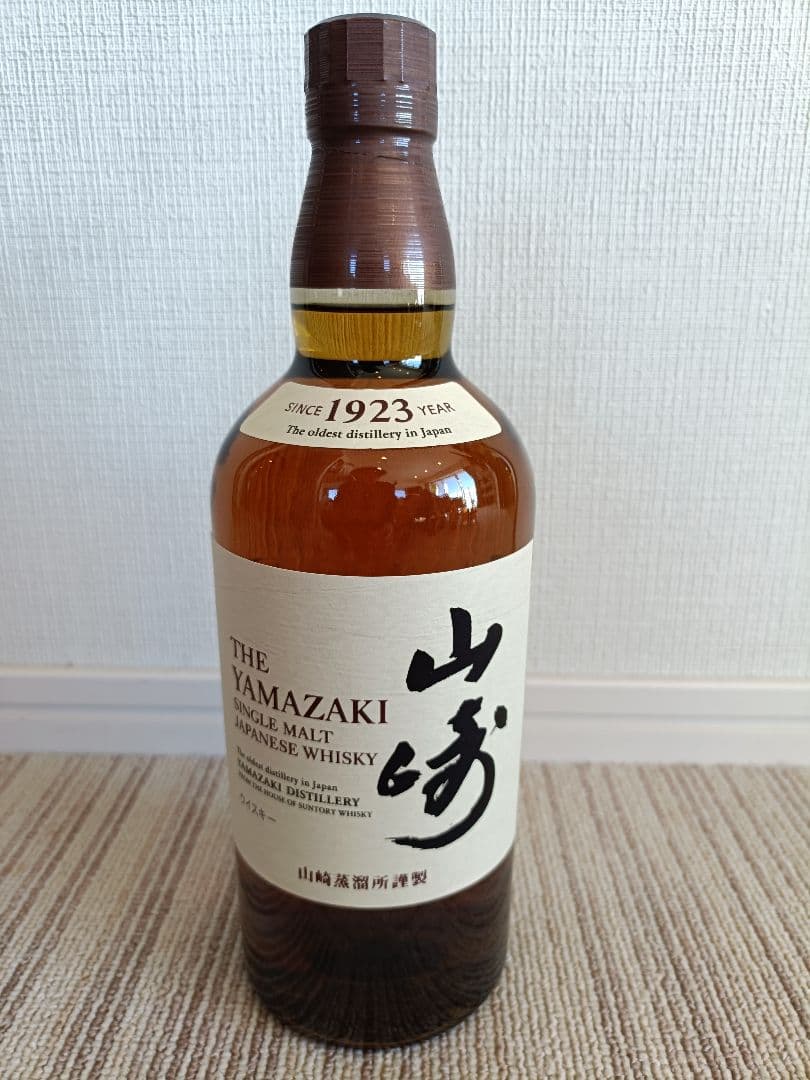 SINCE 1923 YEAR
The oldest distillery in Japan
山崎
THE
YAMAZAKI
SINGLE MALT
JAPANESE WHISKY
The oldest distillery in Japan
YAMAZAKI DISTILLERY
FROM THE HOUSE OF SUNTORY WHISKY
ウイスキー
山崎蒸溜所謹製